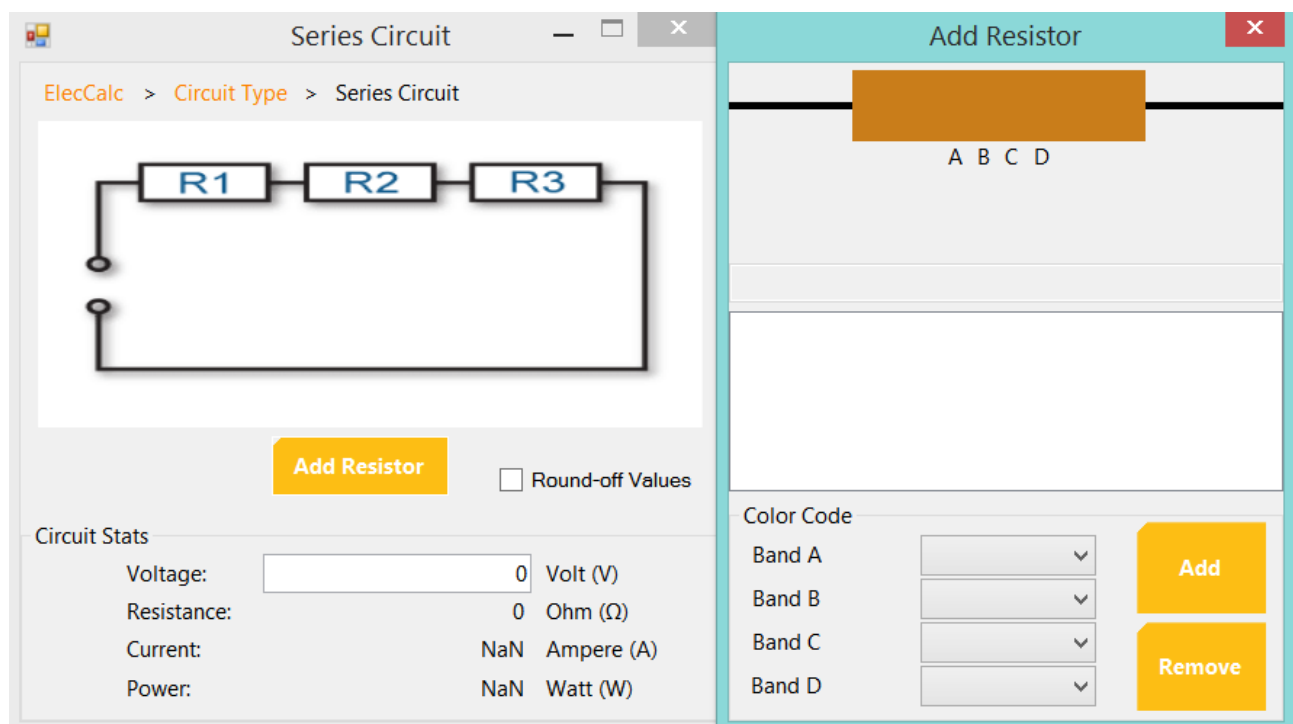 Series Circuit
ElecCalc > Circuit Type > Series Circuit
R1 R2 R3
Add Resistor
Round-off Values
Circuit Stats
Voltage: 0 Volt (V)
Resistance: 0 Ohm (Ω)
Current: NaN Ampere (A)
Power: NaN Watt (W)
Add Resistor
A B C D
Color Code
Band A
Band B
Band C
Band D
Add
Remove